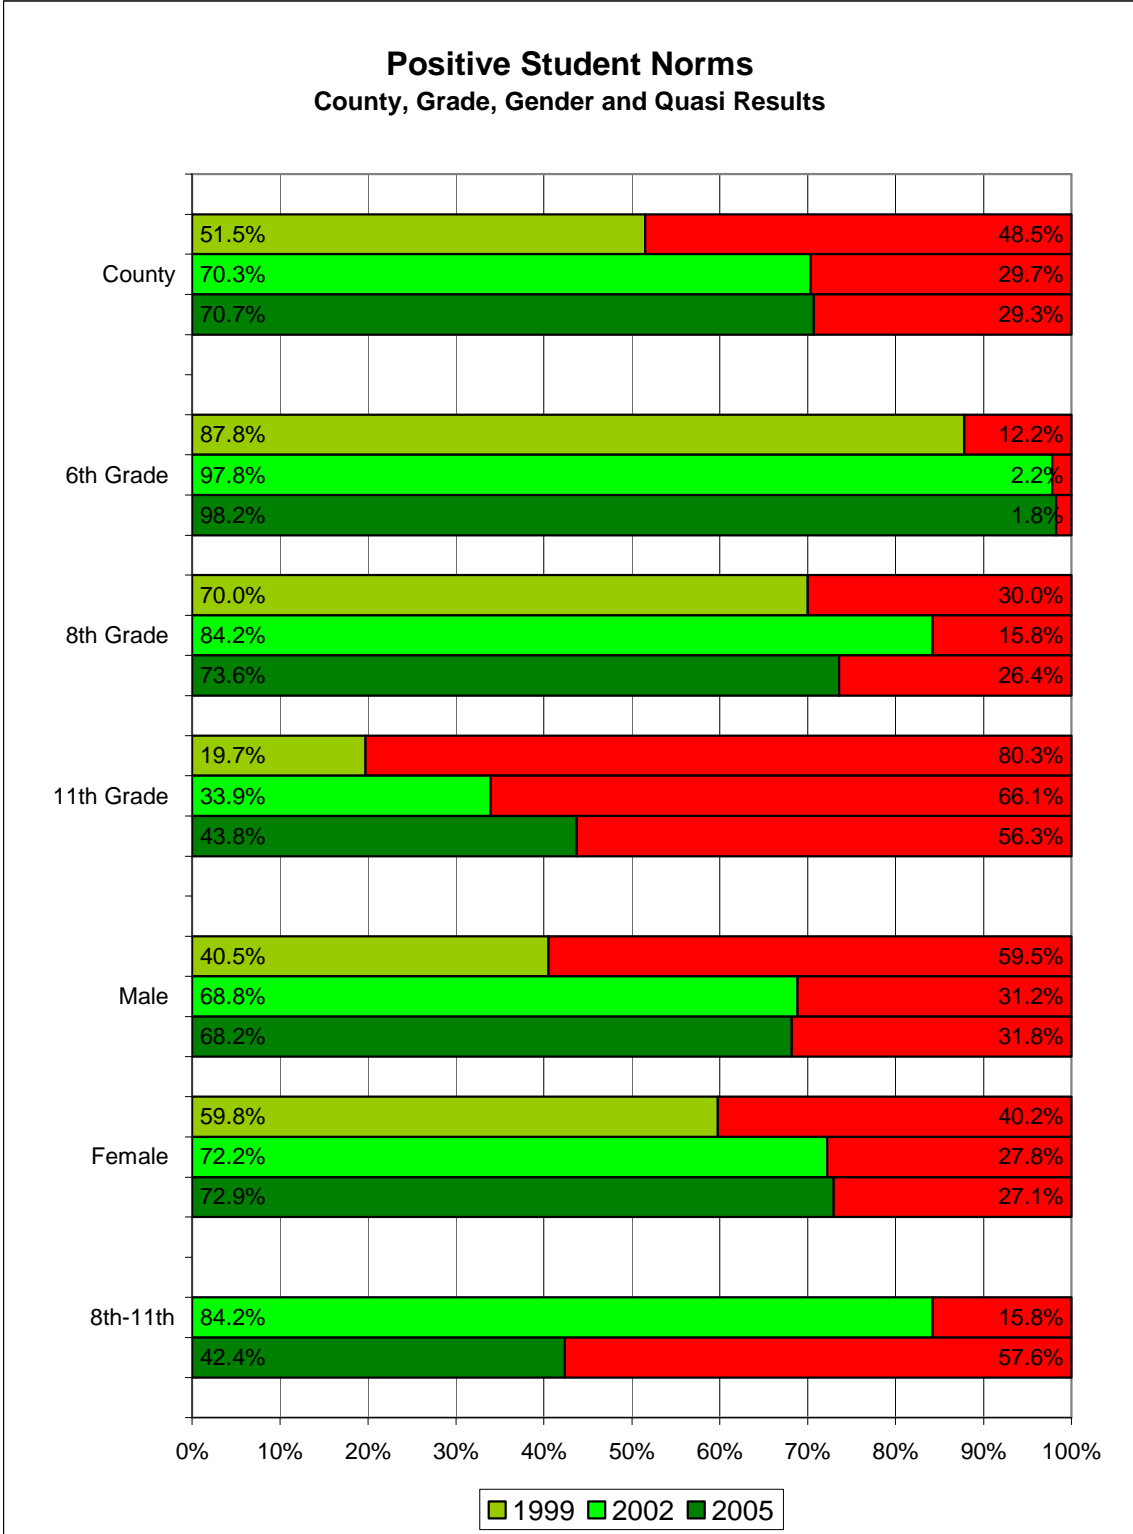 Positive Student Norms
County, Grade, Gender and Quasi Results
51.5% 48.5%
County 70.3% 29.7%
70.7% 29.3%
87.8% 12.2%
6th Grade 97.8% 2.2%
98.2% 1.8%
70.0% 30.0%
8th Grade 84.2% 15.8%
73.6% 26.4%
19.7% 80.3%
11th Grade 33.9% 66.1%
43.8% 56.3%
40.5% 59.5%
Male 68.8% 31.2%
68.2% 31.8%
59.8% 40.2%
Female 72.2% 27.8%
72.9% 27.1%
8th-11th 84.2% 15.8%
42.4% 57.6%
0% 10% 20% 30% 40% 50% 60% 70% 80% 90% 100%
1999 2002 2005